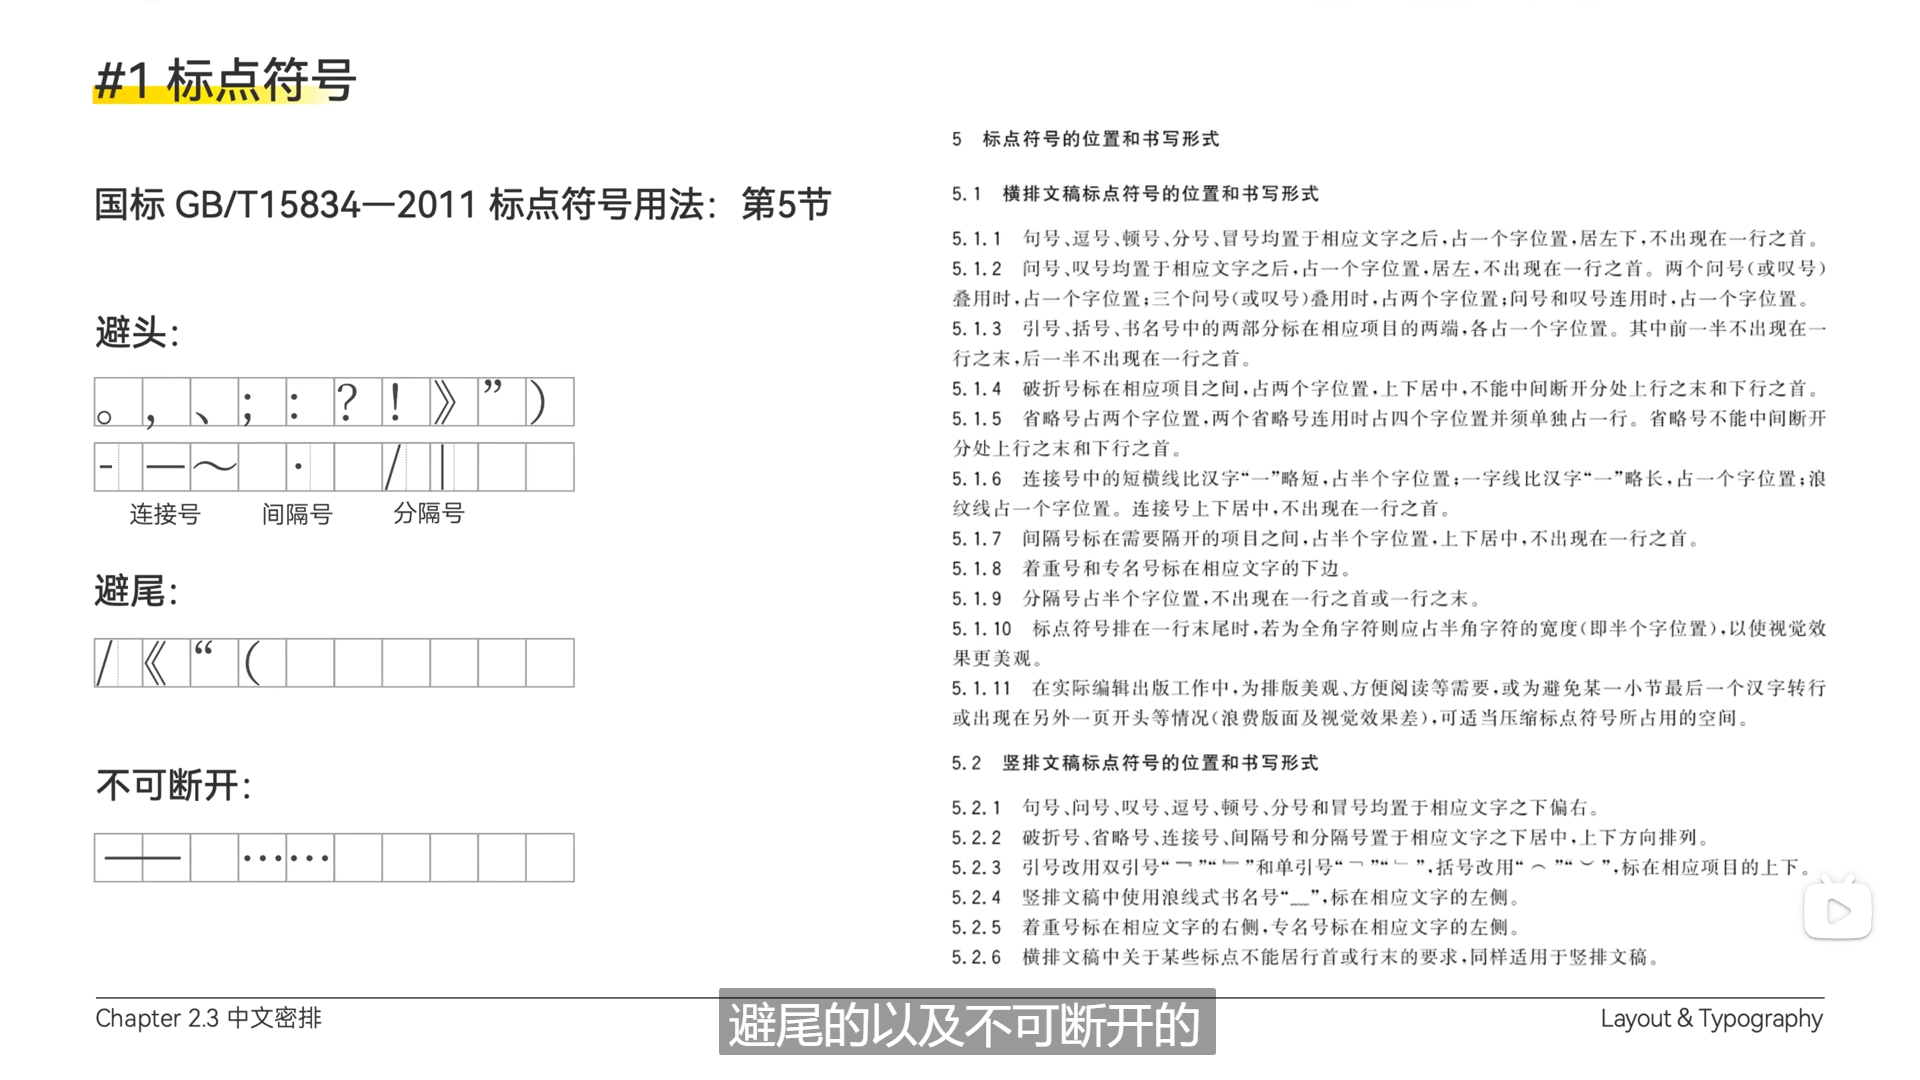 #1 标点符号
国标 GB/T15834—2011 标点符号用法：第5节
避头：
。，、；：？！》”）
- — ～ · / |
连接号 间隔号 分隔号
避尾：
/《“（
不可断开：
—— ……
5 标点符号的位置和书写形式
5.1 横排文稿标点符号的位置和书写形式
5.1.1 句号、逗号、顿号、分号、冒号均置于相应文字之后，占一个字位置，居左下，不出现在一行之首。
5.1.2 问号、叹号均置于相应文字之后，占一个字位置，居左，不出现在一行之首。两个问号（或叹号）
叠用时，占一个字位置；三个问号（或叹号）叠用时，占两个字位置；问号和叹号连用时，占一个字位置。
5.1.3 引号、括号、书名号中的两部分标在相应项目的两端，各占一个字位置。其中前一半不出现在一
行之末，后一半不出现在一行之首。
5.1.4 破折号标在相应项目之间，占两个字位置，上下居中，不能中间断开分处上行之末和下行之首。
5.1.5 省略号占两个字位置，两个省略号连用时占四个字位置并须单独占一行。省略号不能中间断开
分处上行之末和下行之首。
5.1.6 连接号中的短横线比汉字“一”略短，占半个字位置；一字线比汉字“一”略长，占一个字位置；浪
纹线占一个字位置。连接号上下居中，不出现在一行之首。
5.1.7 间隔号标在需要隔开的项目之间，占半个字位置，上下居中，不出现在一行之首。
5.1.8 着重号和专名号标在相应文字的下边。
5.1.9 分隔号占半个字位置，不出现在一行之首或一行之末。
5.1.10 标点符号排在一行末尾时，若为全角字符则应占半角字符的宽度（即半个字位置），以使视觉效
果更美观。
5.1.11 在实际编辑出版工作中，为排版美观、方便阅读等需要，或为避免某一小节最后一个汉字转行
或出现在另外一页开头等情况（浪费版面及视觉效果差），可适当压缩标点符号所占用的空间。
5.2 竖排文稿标点符号的位置和书写形式
5.2.1 句号、问号、叹号、逗号、顿号、分号和冒号均置于相应文字之下偏右。
5.2.2 破折号、省略号、连接号、间隔号和分隔号置于相应文字之下居中，上下方向排列。
5.2.3 引号改用双引号“﹃”“﹄”和单引号“﹁”“﹂”，括号改用“︵”“︶”，标在相应项目的上下。
5.2.4 竖排文稿中使用浪线式书名号“﹏”，标在相应文字的左侧。
5.2.5 着重号标在相应文字的右侧，专名号标在相应文字的左侧。
5.2.6 横排文稿中关于某些标点不能居行首或行末的要求，同样适用于竖排文稿。
Chapter 2.3 中文密排
避尾的以及不可断开的
Layout & Typography